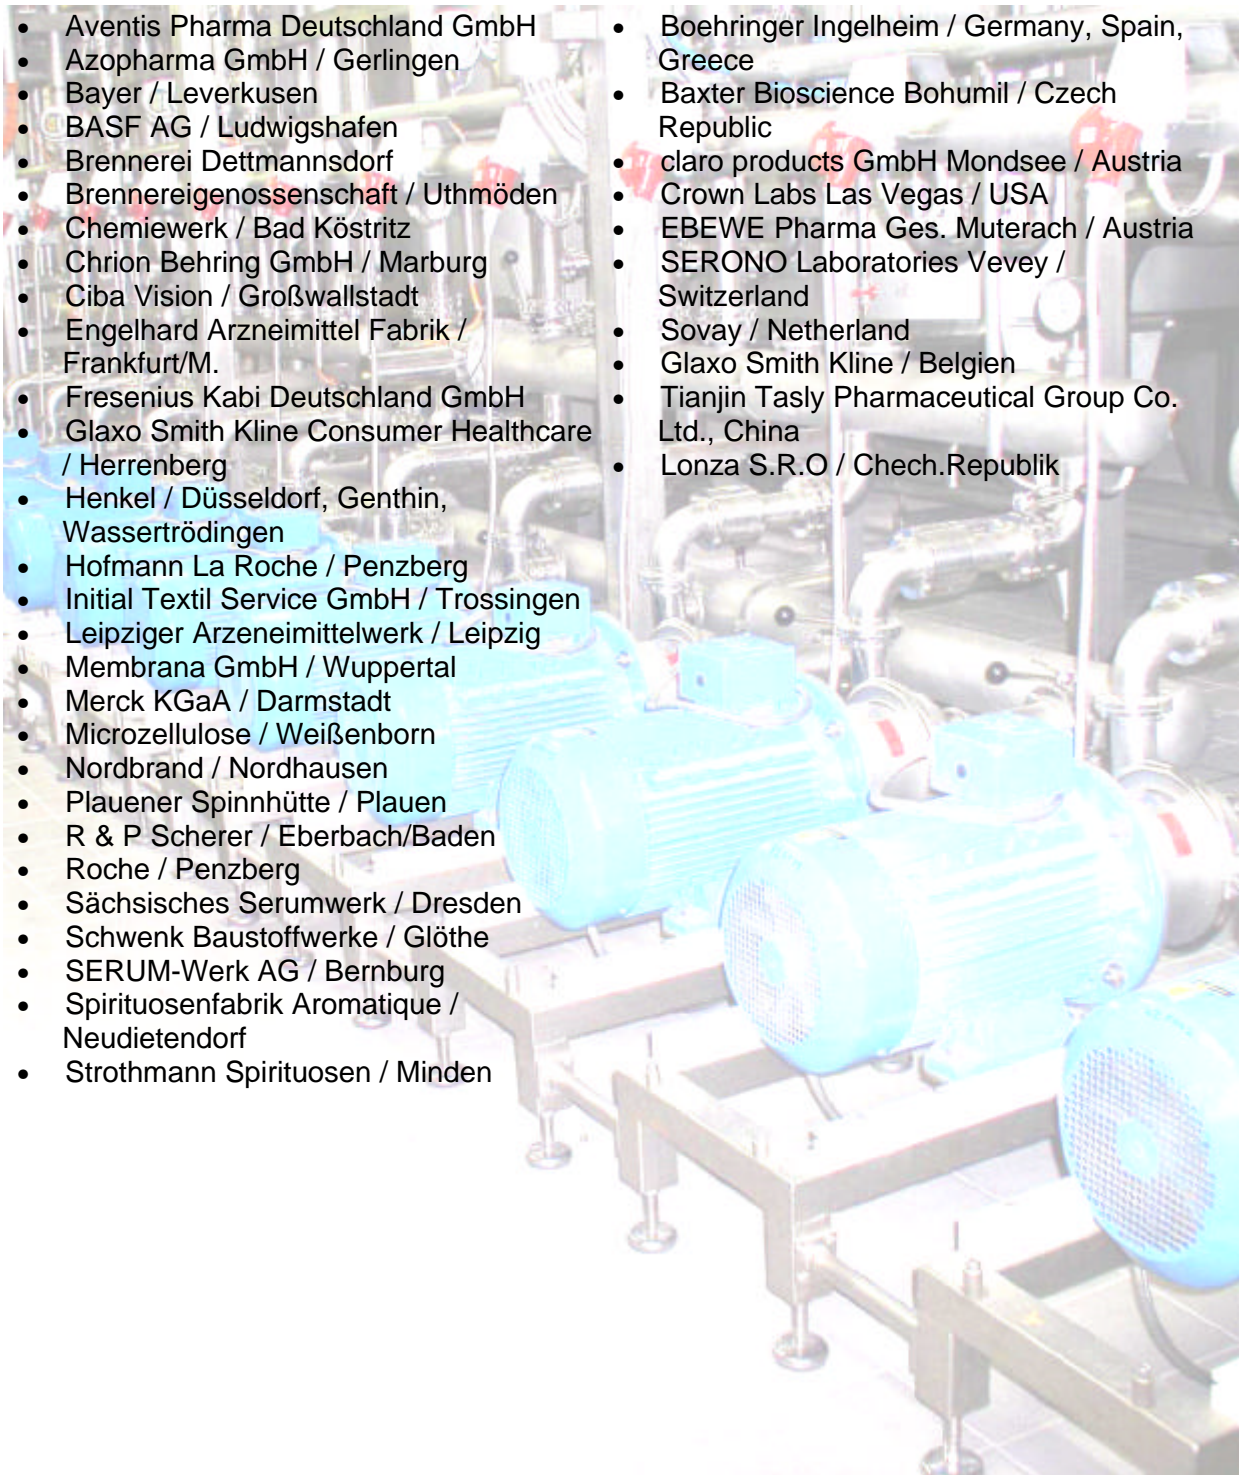 • Aventis Pharma Deutschland GmbH
• Azopharma GmbH / Gerlingen
• Bayer / Leverkusen
• BASF AG / Ludwigshafen
• Brennerei Dettmannsdorf
• Brennereigenossenschaft / Uthmöden
• Chemiewerk / Bad Köstritz
• Chrion Behring GmbH / Marburg
• Ciba Vision / Großwallstadt
• Engelhard Arzneimittel Fabrik /
Frankfurt/M.
• Fresenius Kabi Deutschland GmbH
• Glaxo Smith Kline Consumer Healthcare
/ Herrenberg
• Henkel / Düsseldorf, Genthin,
Wassertrödingen
• Hofmann La Roche / Penzberg
• Initial Textil Service GmbH / Trossingen
• Leipziger Arzeneimittelwerk / Leipzig
• Membrana GmbH / Wuppertal
• Merck KGaA / Darmstadt
• Microzellulose / Weißenborn
• Nordbrand / Nordhausen
• Plauener Spinnhütte / Plauen
• R & P Scherer / Eberbach/Baden
• Roche / Penzberg
• Sächsisches Serumwerk / Dresden
• Schwenk Baustoffwerke / Glöthe
• SERUM-Werk AG / Bernburg
• Spirituosenfabrik Aromatique /
Neudietendorf
• Strothmann Spirituosen / Minden
• Boehringer Ingelheim / Germany, Spain,
Greece
• Baxter Bioscience Bohumil / Czech
Republic
• claro products GmbH Mondsee / Austria
• Crown Labs Las Vegas / USA
• EBEWE Pharma Ges. Muterach / Austria
• SERONO Laboratories Vevey /
Switzerland
• Sovay / Netherland
• Glaxo Smith Kline / Belgien
• Tianjin Tasly Pharmaceutical Group Co.
Ltd., China
• Lonza S.R.O / Chech.Republik